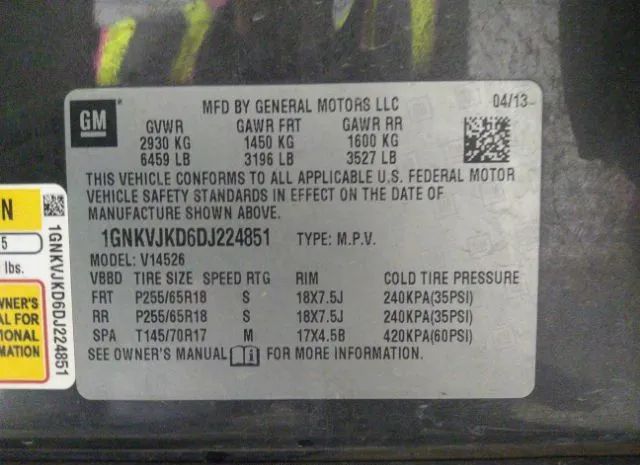 GM
MFD BY GENERAL MOTORS LLC 04/13
GVWR GAWR FRT GAWR RR
2930 KG 1450 KG 1600 KG
6459 LB 3196 LB 3527 LB
THIS VEHICLE CONFORMS TO ALL APPLICABLE U.S. FEDERAL MOTOR
VEHICLE SAFETY STANDARDS IN EFFECT ON THE DATE OF
MANUFACTURE SHOWN ABOVE.
1GNKVJKD6DJ224851 TYPE: M.P.V.
MODEL: V14526
VBBD TIRE SIZE SPEED RTG RIM COLD TIRE PRESSURE
FRT P255/65R18 S 18X7.5J 240KPA(35PSI)
RR P255/65R18 S 18X7.5J 240KPA(35PSI)
SPA T145/70R17 M 17X4.5B 420KPA(60PSI)
SEE OWNER'S MANUAL FOR MORE INFORMATION.
N
5
lbs.
WNER'S
AL FOR
IONAL
MATION
1GNKVJKD6DJ224851